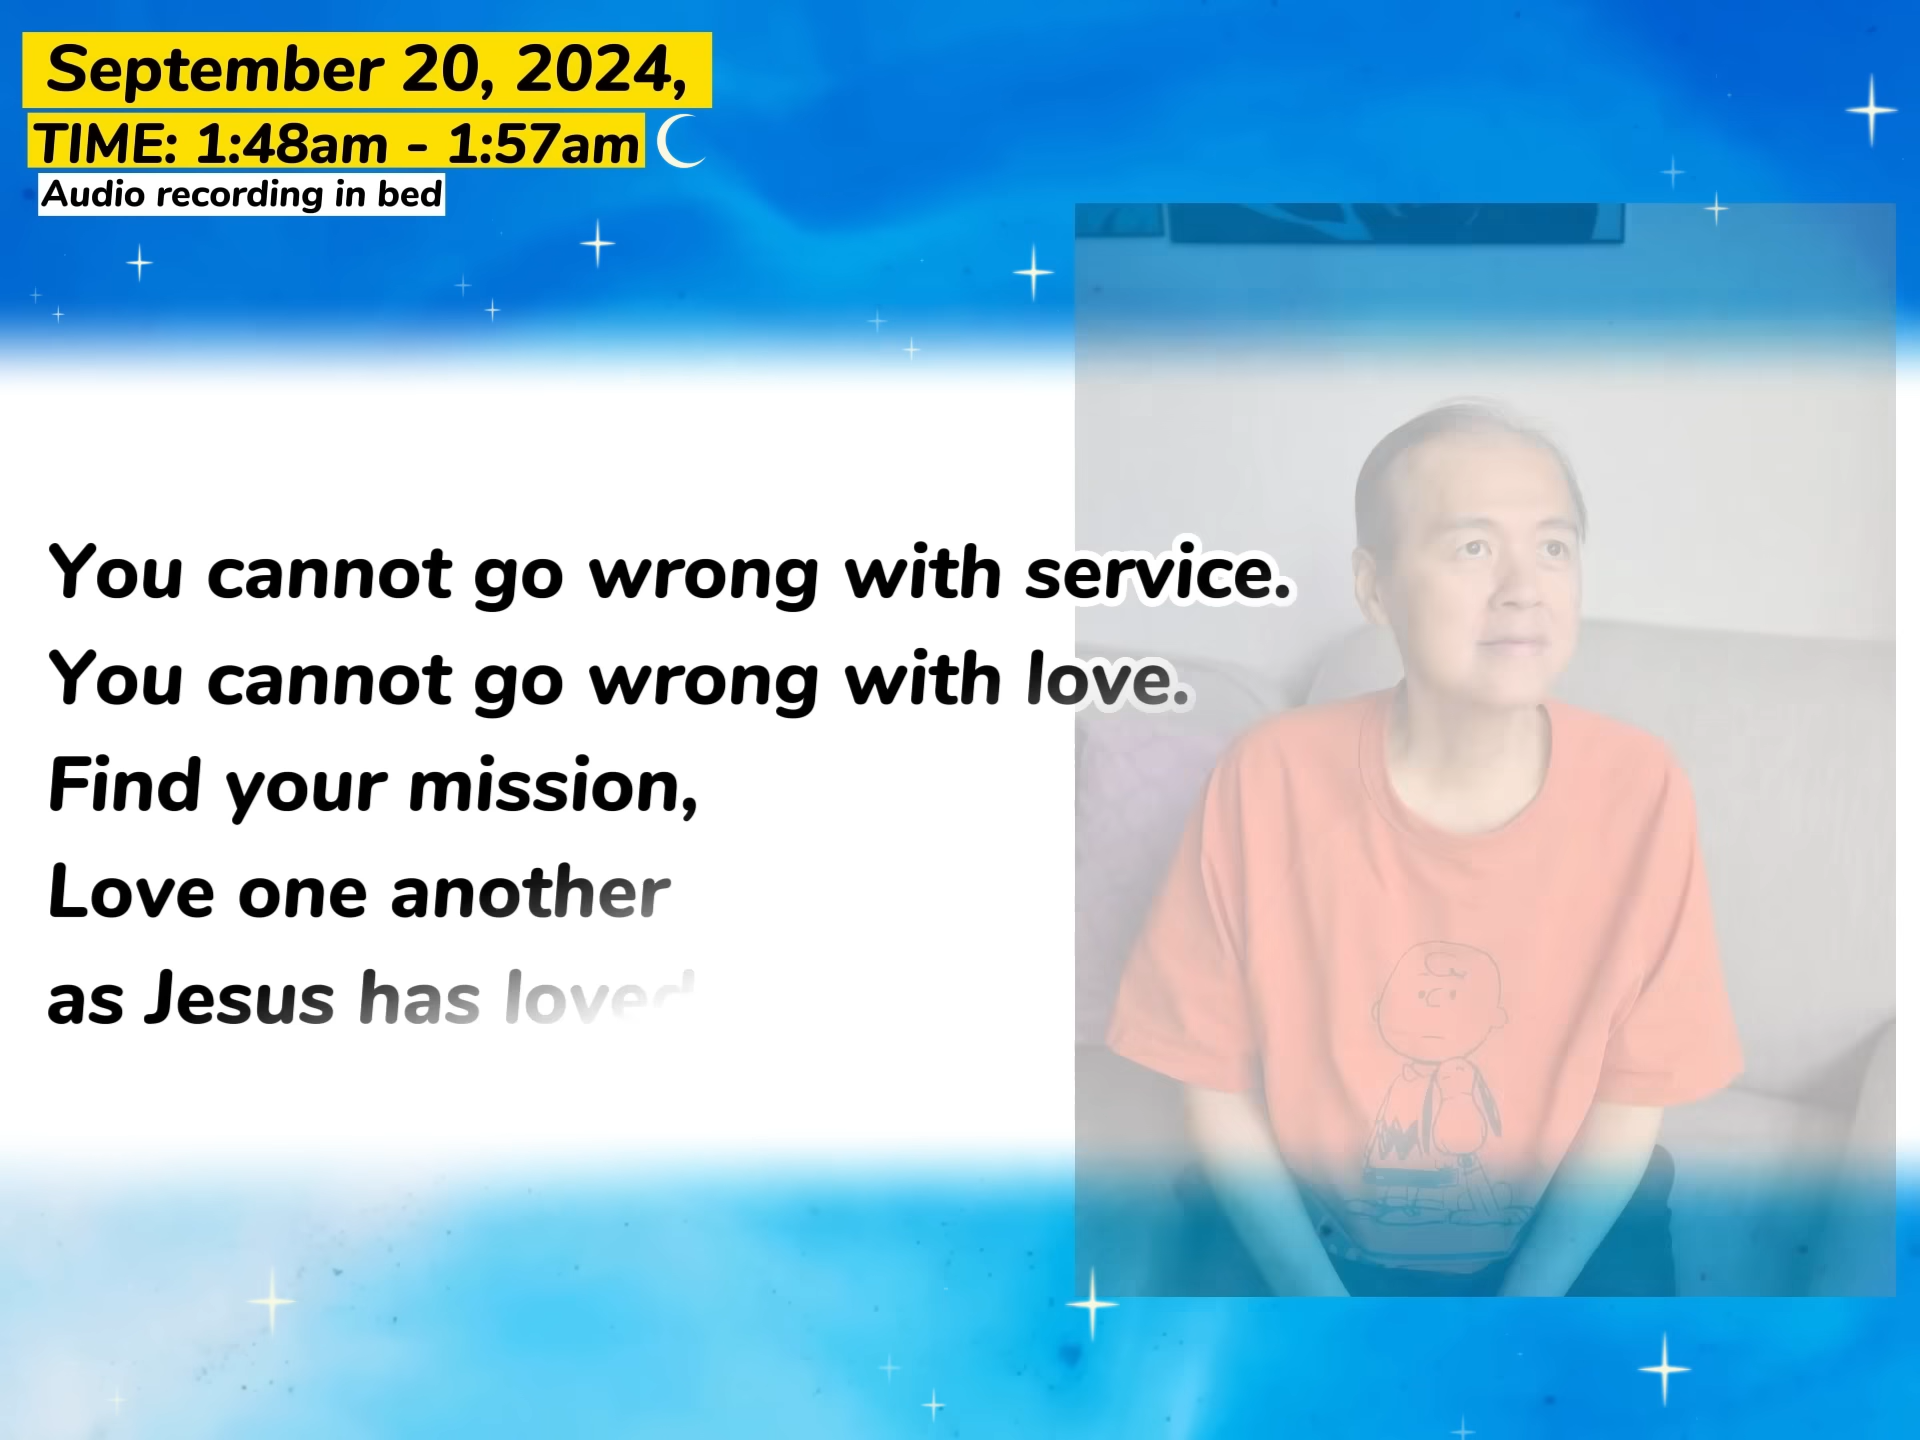 September 20, 2024,
TIME: 1:48am - 1:57am
Audio recording in bed
You cannot go wrong with service.
You cannot go wrong with love.
Find your mission,
Love one another
as Jesus has loved